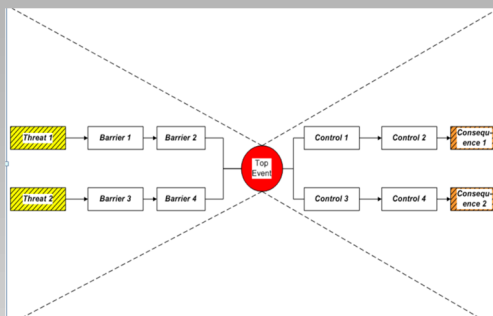 Threat 1
Barrier 1
Barrier 2
Top
Event
Control 1
Control 2
Consequ-
ence 1
Threat 2
Barrier 3
Barrier 4
Control 3
Control 4
Consequ-
ence 2